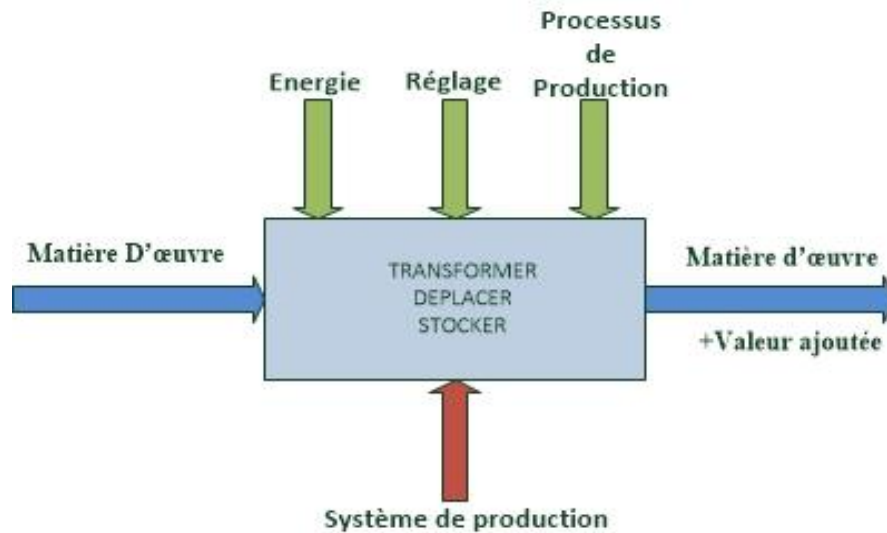 Processus
de
Production
Energie
Réglage
Matière D’œuvre
TRANSFORMER
DEPLACER
STOCKER
Matière d’œuvre
+Valeur ajoutée
Système de production